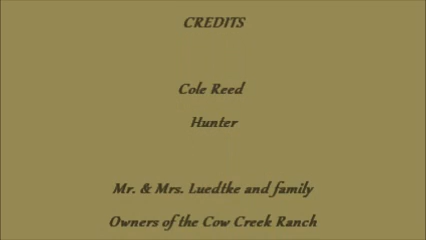 CREDITS
Cole Reed
Hunter
Mr. & Mrs. Luedtke and family
Owners of the Cow Creek Ranch